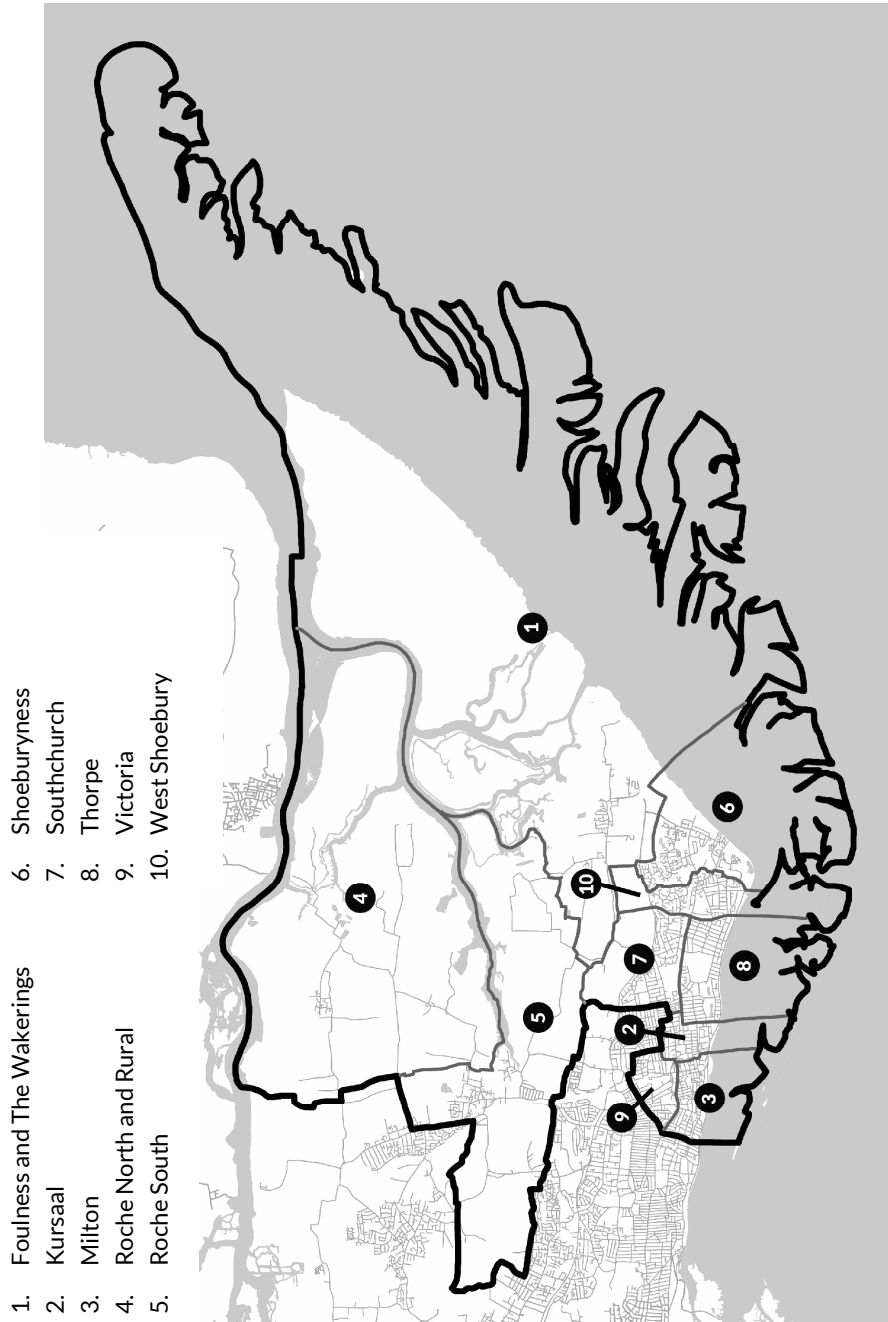 1. Foulness and The Wakerings
2. Kursaal
3. Milton
4. Roche North and Rural
5. Roche South
6. Shoeburyness
7. Southchurch
8. Thorpe
9. Victoria
10. West Shoebury
1
4
6
10
7
8
5
2
3
9